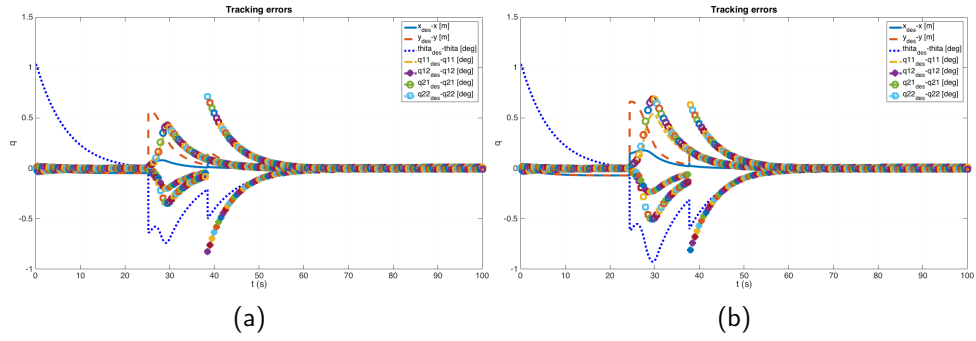 Tracking errors
1.5
1
0.5
0
-0.5
-1
q
0 10 20 30 40 50 60 70 80 90 100
t (s)
x_des-x [m]
y_des-y [m]
thita_des-thita [deg]
q11_des-q11 [deg]
q12_des-q12 [deg]
q21_des-q21 [deg]
q22_des-q22 [deg]
(a)
Tracking errors
1.5
1
0.5
0
-0.5
-1
q
0 10 20 30 40 50 60 70 80 90 100
t (s)
x_des-x [m]
y_des-y [m]
thita_des-thita [deg]
q11_des-q11 [deg]
q12_des-q12 [deg]
q21_des-q21 [deg]
q22_des-q22 [deg]
(b)